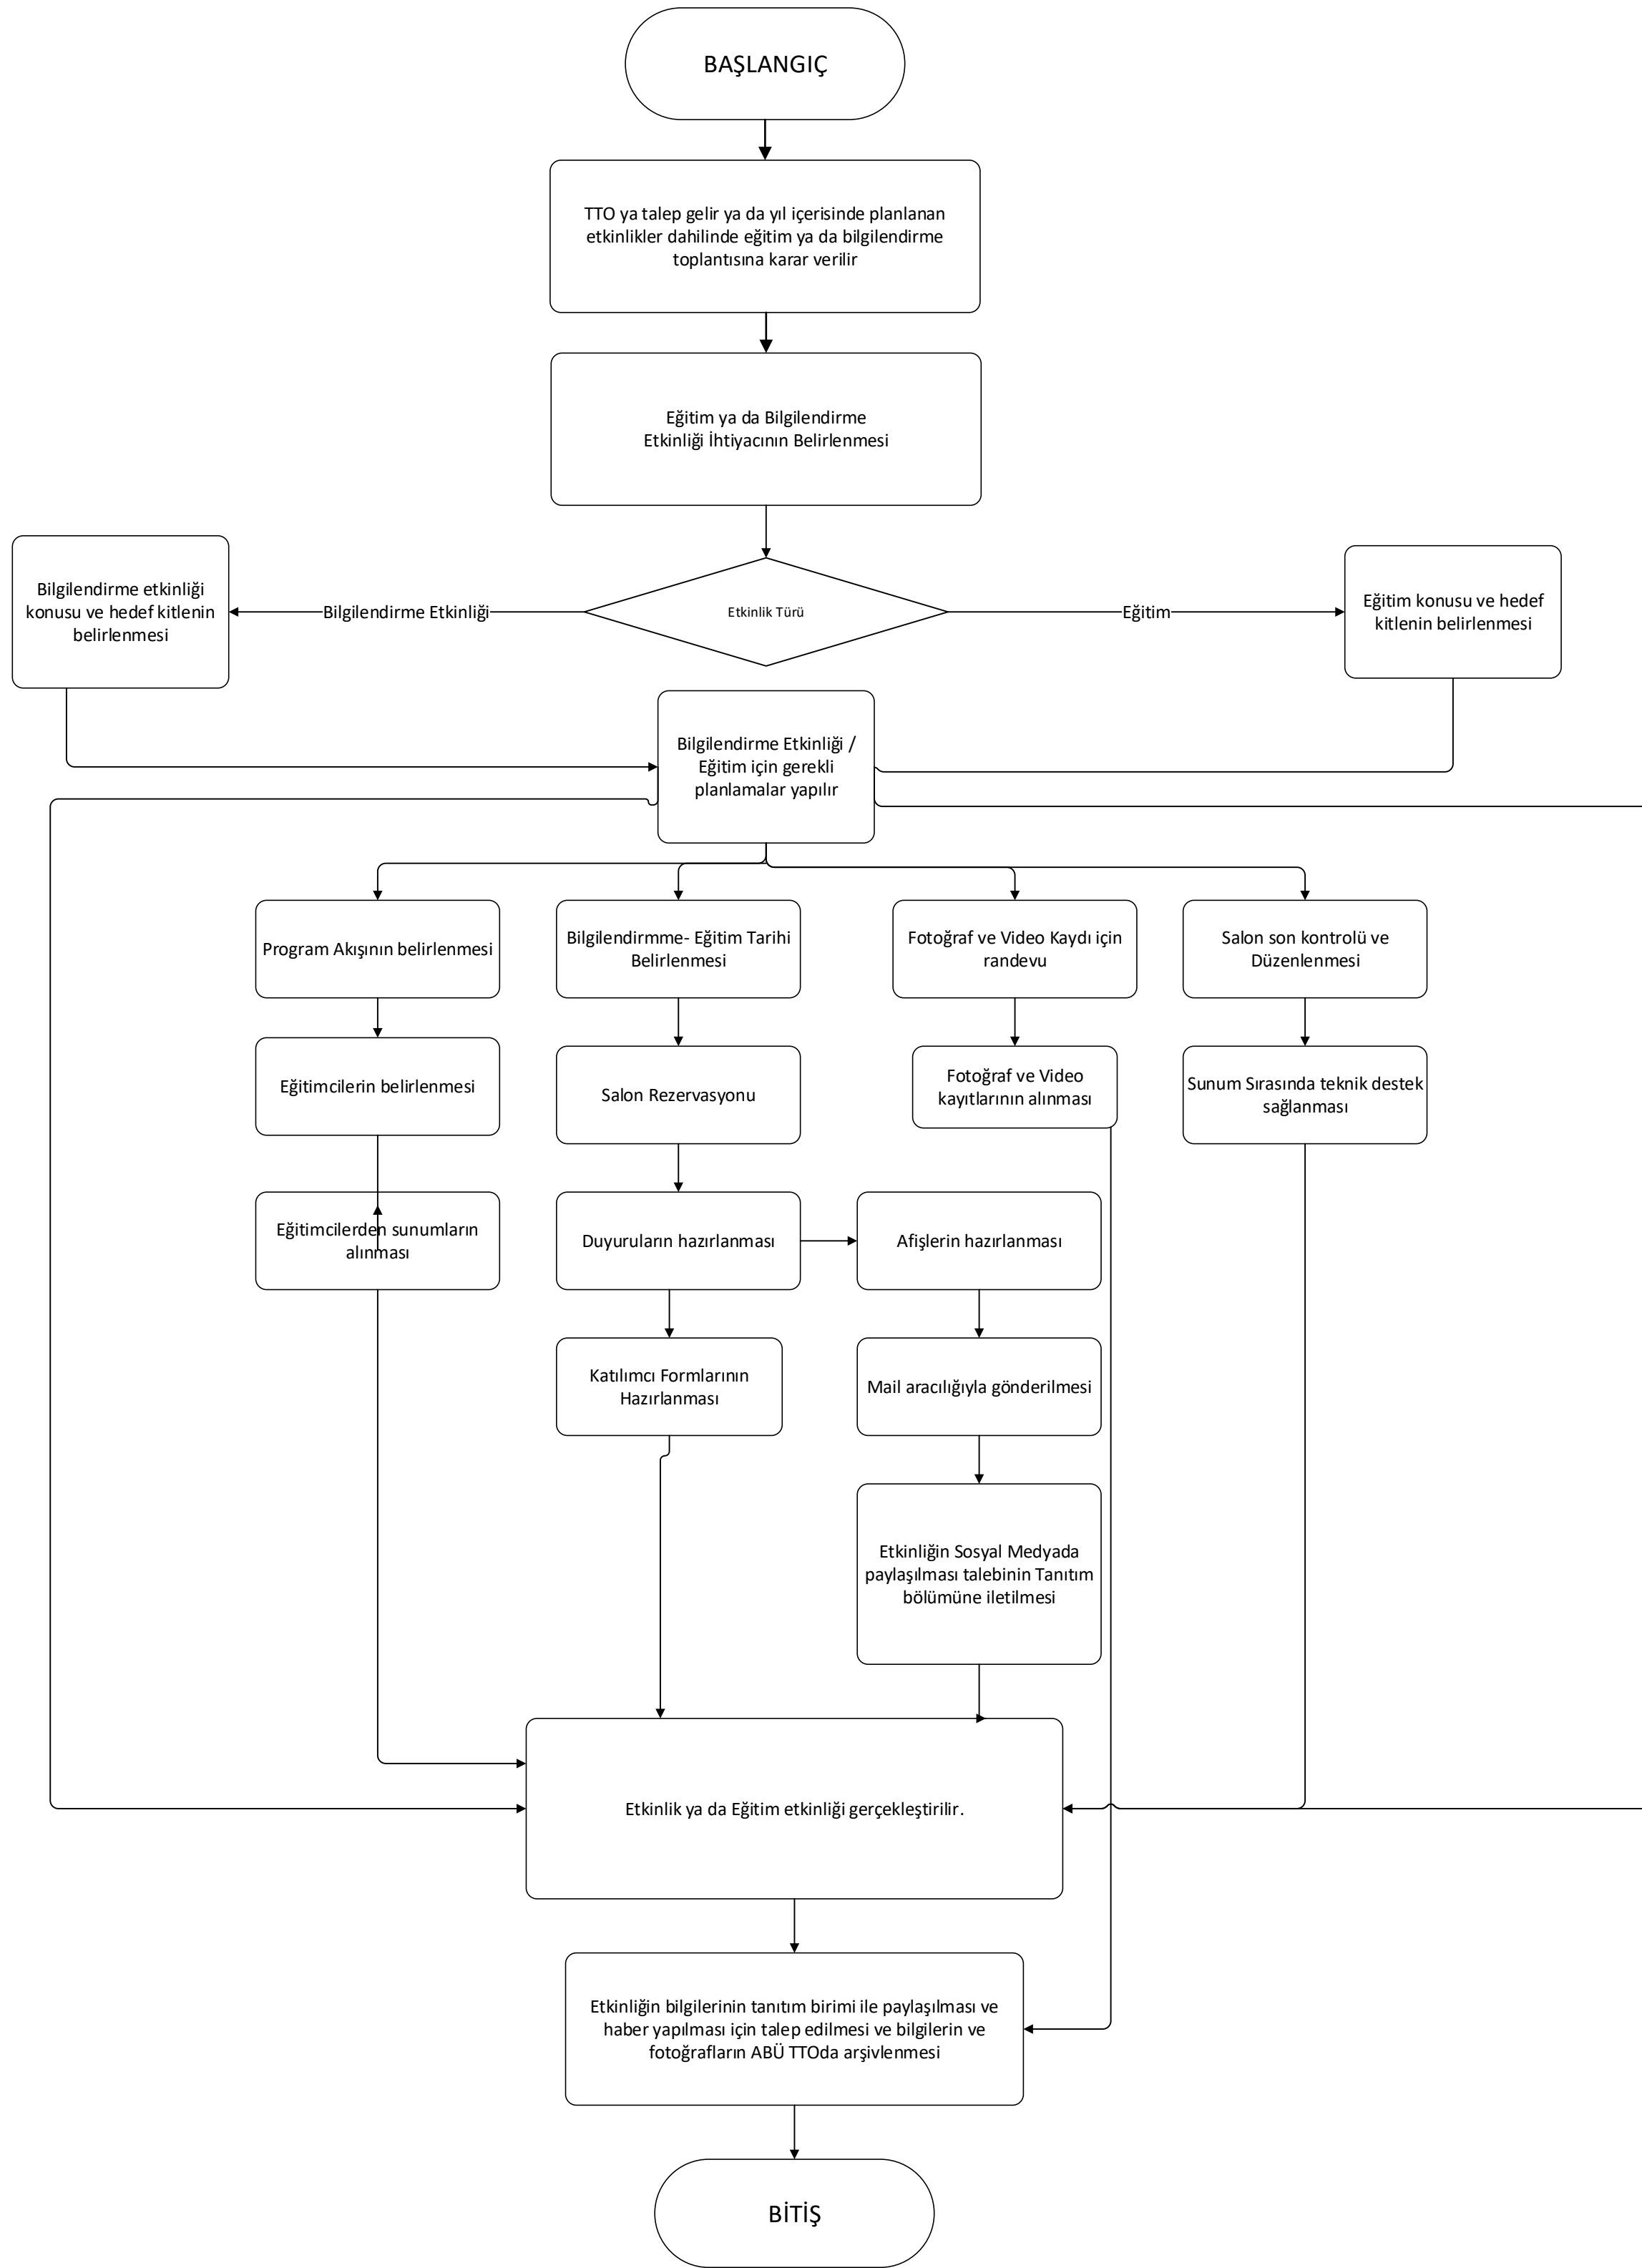 BAŞLANGIÇ
TTO ya talep gelir ya da yıl içerisinde planlanan
etkinlikler dahilinde eğitim ya da bilgilendirme
toplantısına karar verilir
Eğitim ya da Bilgilendirme
Etkinliği İhtiyacının Belirlenmesi
Bilgilendirme etkinliği
konusu ve hedef kitlenin
belirlenmesi
Bilgilendirme Etkinliği
Etkinlik Türü
Eğitim
Eğitim konusu ve hedef
kitlenin belirlenmesi
Bilgilendirme Etkinliği /
Eğitim için gerekli
planlamalar yapılır
Program Akışının belirlenmesi
Bilgilendirmme- Eğitim Tarihi
Belirlenmesi
Fotoğraf ve Video Kaydı için
randevu
Salon son kontrolü ve
Düzenlenmesi
Eğitimcilerin belirlenmesi
Salon Rezervasyonu
Fotoğraf ve Video
kayıtlarının alınması
Sunum Sırasında teknik destek
sağlanması
Eğitimcilerden sunumların
alınması
Duyuruların hazırlanması
Afişlerin hazırlanması
Katılımcı Formlarının
Hazırlanması
Mail aracılığıyla gönderilmesi
Etkinliğin Sosyal Medyada
paylaşılması talebinin Tanıtım
bölümüne iletilmesi
Etkinlik ya da Eğitim etkinliği gerçekleştirilir.
Etkinliğin bilgilerinin tanıtım birimi ile paylaşılması ve
haber yapılması için talep edilmesi ve bilgilerin ve
fotoğrafların ABÜ TTOda arşivlenmesi
BİTİŞ